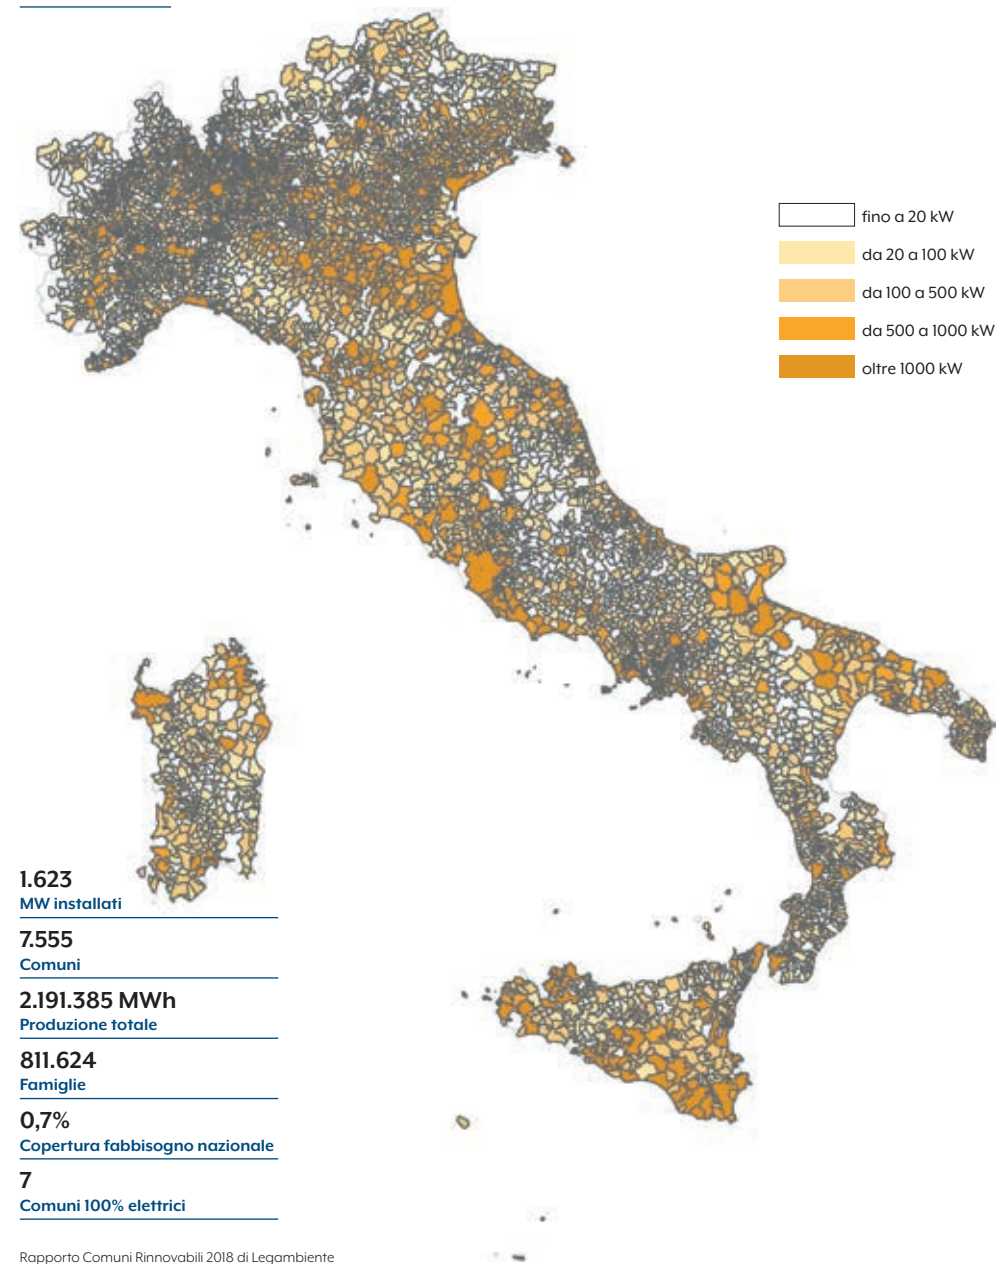 fino a 20 kW
da 20 a 100 kW
da 100 a 500 kW
da 500 a 1000 kW
oltre 1000 kW
1.623
MW installati
7.555
Comuni
2.191.385 MWh
Produzione totale
811.624
Famiglie
0,7%
Copertura fabbisogno nazionale
7
Comuni 100% elettrici
Rapporto Comuni Rinnovabili 2018 di Legambiente